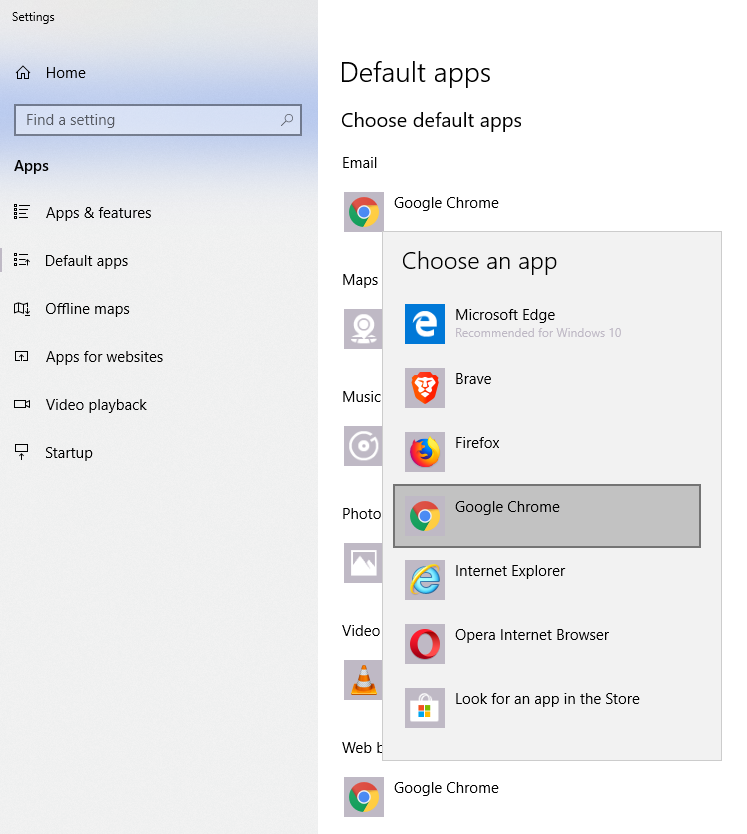 Settings
Home
Find a setting
Apps
Apps & features
Default apps
Offline maps
Apps for websites
Video playback
Startup
Default apps
Choose default apps
Email
Google Chrome
Maps
Music
Photo
Video
Web b
Google Chrome
Choose an app
Microsoft Edge
Recommended for Windows 10
Brave
Firefox
Google Chrome
Internet Explorer
Opera Internet Browser
Look for an app in the Store